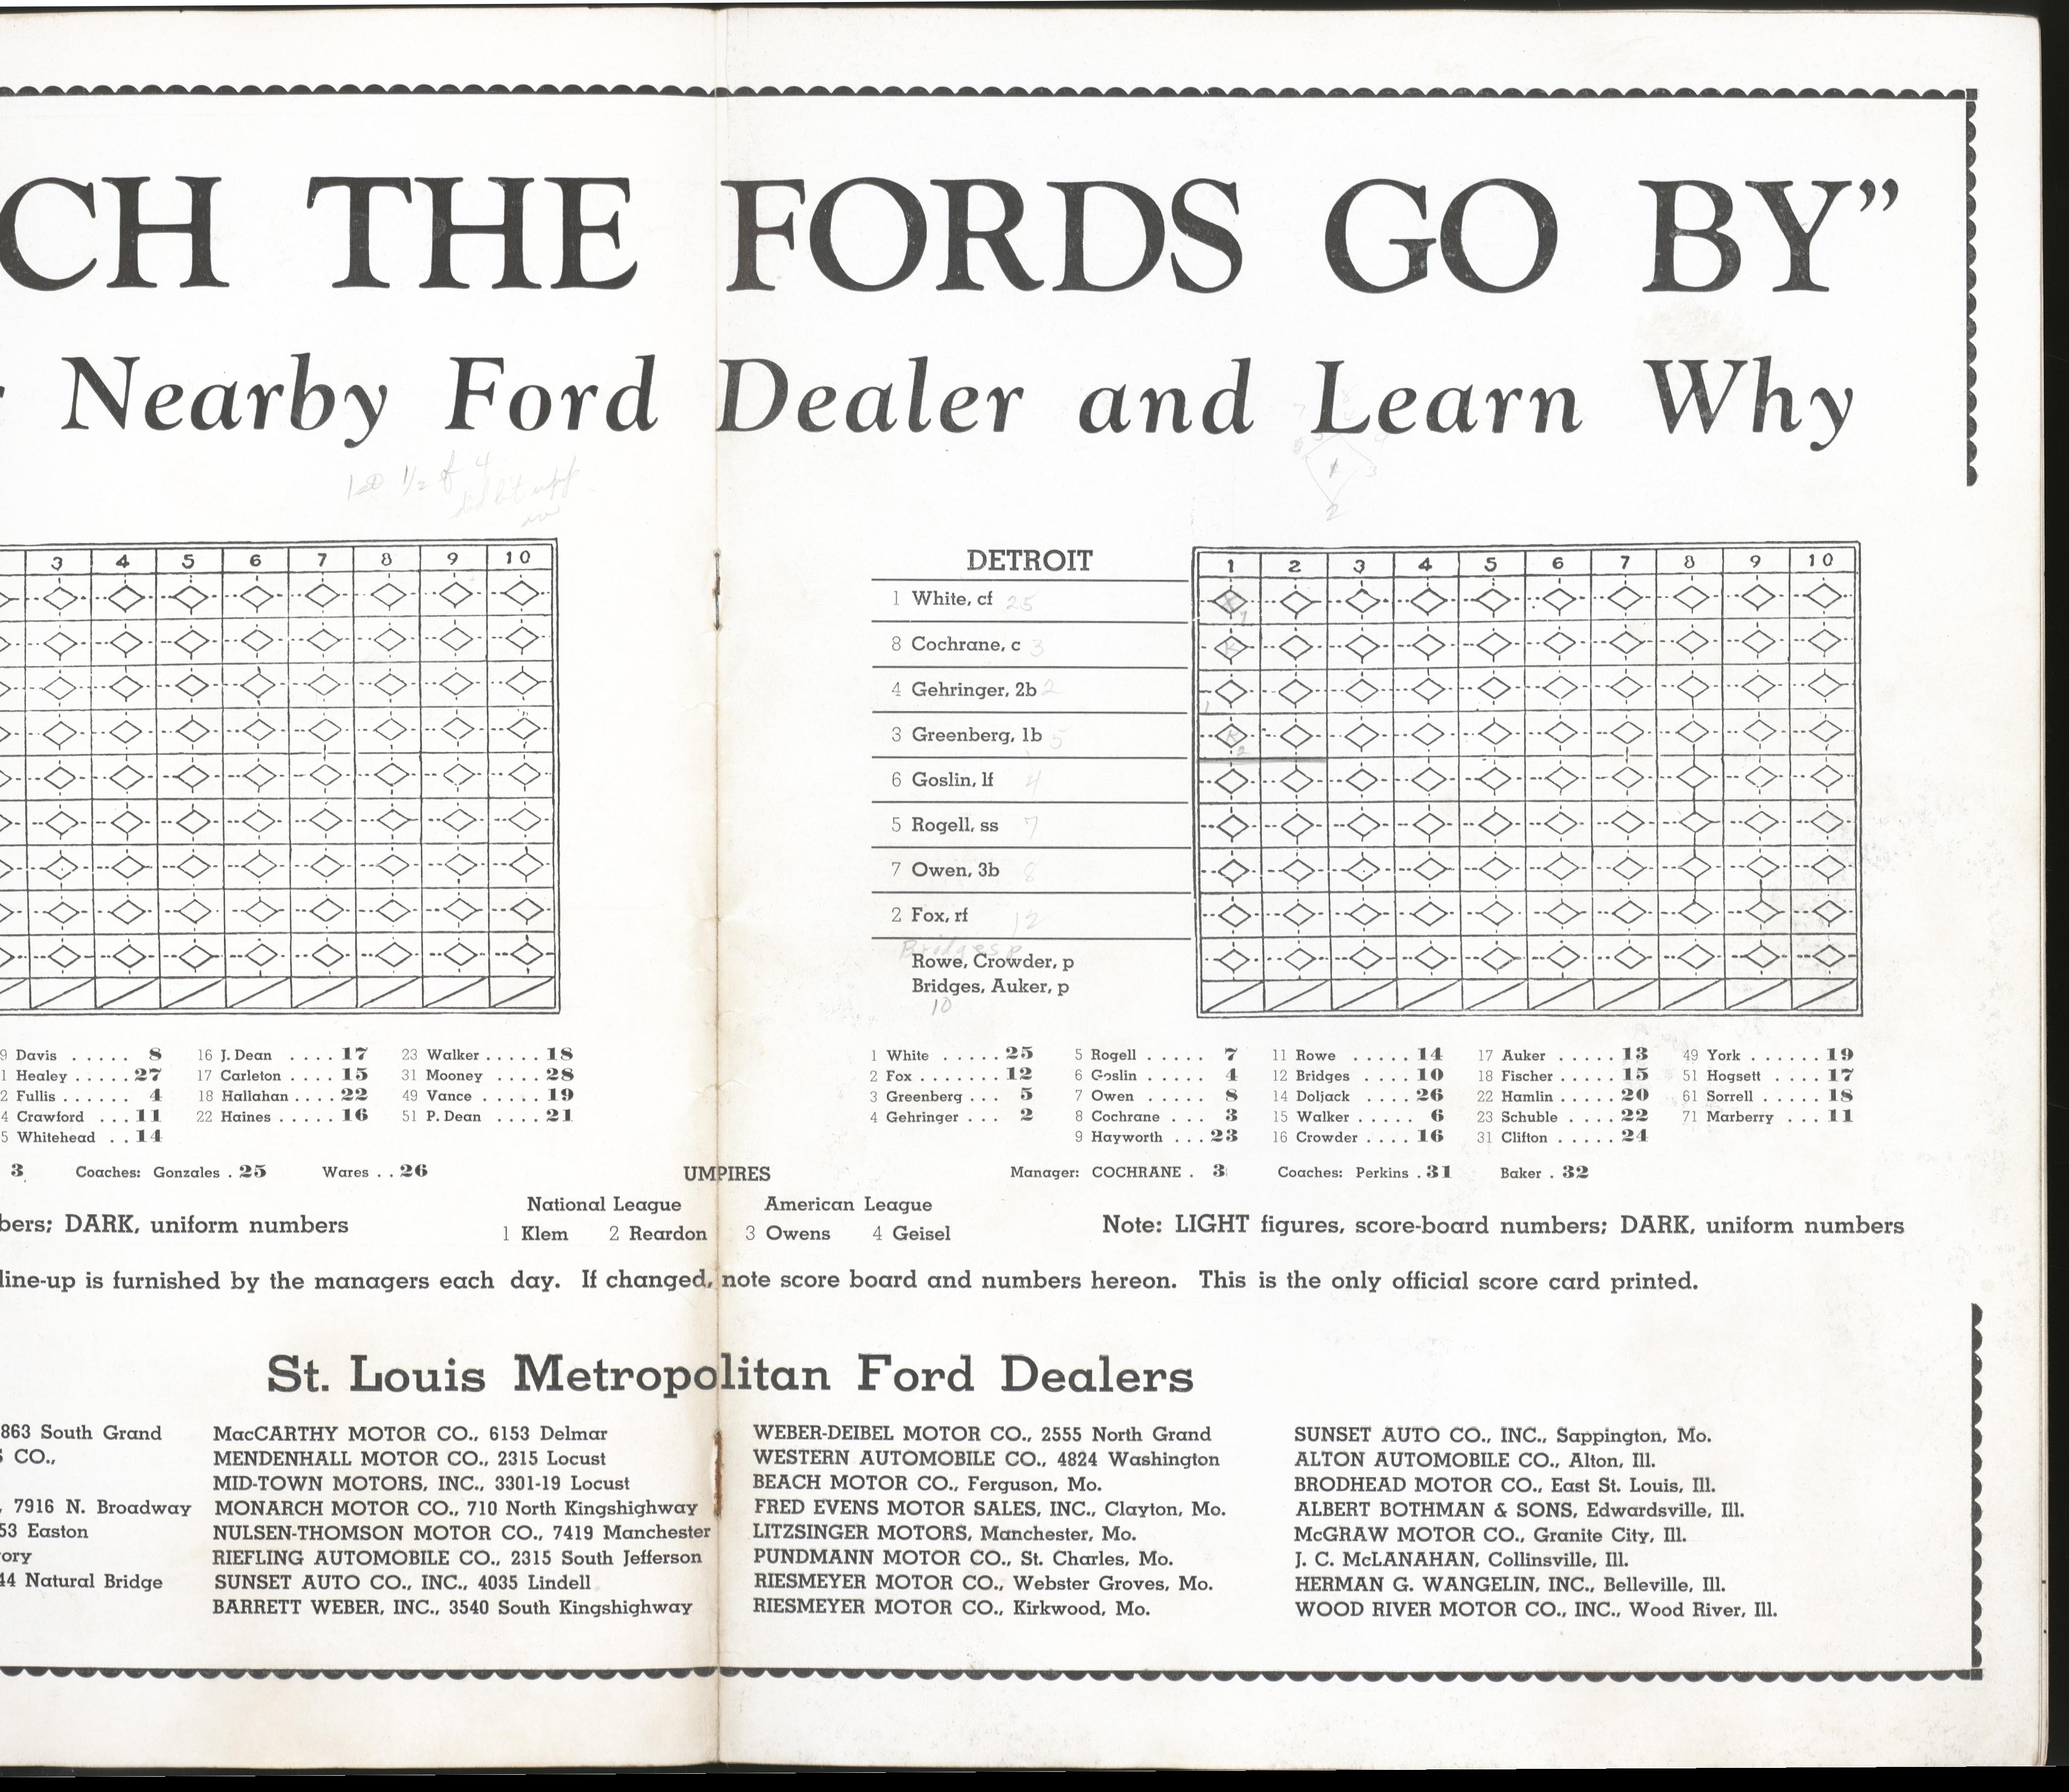 CH THE FORDS GO BY”
Nearby Ford Dealer and Learn Why
1st 1/2 of 4
1
3
2
3 4 5 6 7 8 9 10
DETROIT
1 2 3 4 5 6 7 8 9 10
1 White, cf 25
8 Cochrane, c 3
K
4 Gehringer, 2b 2
3 Greenberg, 1b 5
K
2
6 Goslin, lf 4
5 Rogell, ss 7
7 Owen, 3b 8
2 Fox, rf 12
Bridges p
Rowe, Crowder, p
Bridges, Auker, p
10
9 Davis ..... 8 16 J. Dean .... 17 23 Walker ..... 18
1 Healey ..... 27 17 Carleton .... 15 31 Mooney .... 28
2 Fullis ...... 4 18 Hallahan .... 22 49 Vance ..... 19
4 Crawford ... 11 22 Haines .... 16 51 P. Dean .... 21
5 Whitehead .. 14
1 White ..... 25 5 Rogell ...... 7 11 Rowe ..... 14 17 Auker ..... 13 49 York ...... 19
2 Fox ....... 12 6 Goslin ..... 4 12 Bridges .... 10 18 Fischer ..... 15 51 Hogsett .... 17
3 Greenberg ... 5 7 Owen ...... 8 14 Doljack .... 26 22 Hamlin .... 20 61 Sorrell ..... 18
4 Gehringer ... 2 8 Cochrane ... 3 15 Walker ..... 6 23 Schuble .... 22 71 Marberry ... 11
9 Hayworth ... 23 16 Crowder .... 16 31 Clifton ..... 24
3 Coaches: Gonzales . 25 Wares .. 26
UMPIRES
Manager: COCHRANE . 3 Coaches: Perkins . 31 Baker . 32
National League American League
1 Klem 2 Reardon 3 Owens 4 Geisel
bers; DARK, uniform numbers
Note: LIGHT figures, score-board numbers; DARK, uniform numbers
line-up is furnished by the managers each day. If changed, note score board and numbers hereon. This is the only official score card printed.
St. Louis Metropolitan Ford Dealers
863 South Grand
CO.,
, 7916 N. Broadway
53 Easton
ory
44 Natural Bridge
MacCARTHY MOTOR CO., 6153 Delmar
MENDENHALL MOTOR CO., 2315 Locust
MID-TOWN MOTORS, INC., 3301-19 Locust
MONARCH MOTOR CO., 710 North Kingshighway
NULSEN-THOMSON MOTOR CO., 7419 Manchester
RIEFLING AUTOMOBILE CO., 2315 South Jefferson
SUNSET AUTO CO., INC., 4035 Lindell
BARRETT WEBER, INC., 3540 South Kingshighway
WEBER-DEIBEL MOTOR CO., 2555 North Grand
WESTERN AUTOMOBILE CO., 4824 Washington
BEACH MOTOR CO., Ferguson, Mo.
FRED EVENS MOTOR SALES, INC., Clayton, Mo.
LITZSINGER MOTORS, Manchester, Mo.
PUNDMANN MOTOR CO., St. Charles, Mo.
RIESMEYER MOTOR CO., Webster Groves, Mo.
RIESMEYER MOTOR CO., Kirkwood, Mo.
SUNSET AUTO CO., INC., Sappington, Mo.
ALTON AUTOMOBILE CO., Alton, Ill.
BRODHEAD MOTOR CO., East St. Louis, Ill.
ALBERT BOTHMAN & SONS, Edwardsville, Ill.
McGRAW MOTOR CO., Granite City, Ill.
J. C. McLANAHAN, Collinsville, Ill.
HERMAN G. WANGELIN, INC., Belleville, Ill.
WOOD RIVER MOTOR CO., INC., Wood River, Ill.